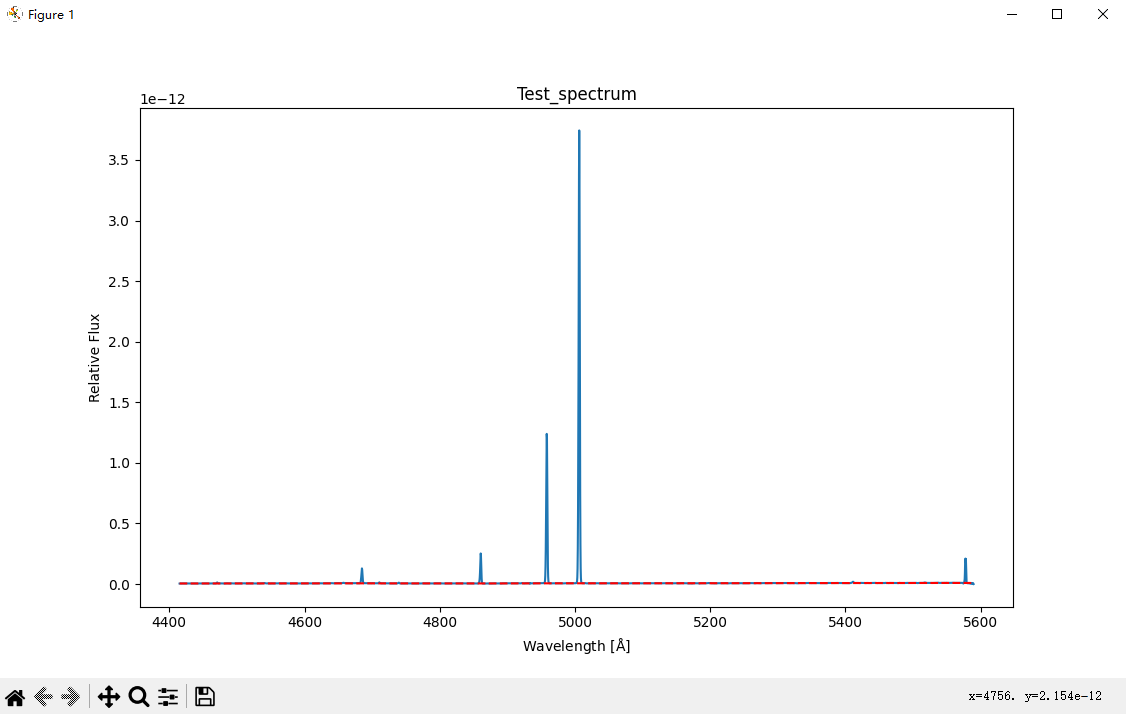 Figure 1
Test_spectrum
1e−12
3.5
3.0
2.5
2.0
1.5
1.0
0.5
0.0
Relative Flux
4400 4600 4800 5000 5200 5400 5600
Wavelength [Å]
x=4756. y=2.154e-12